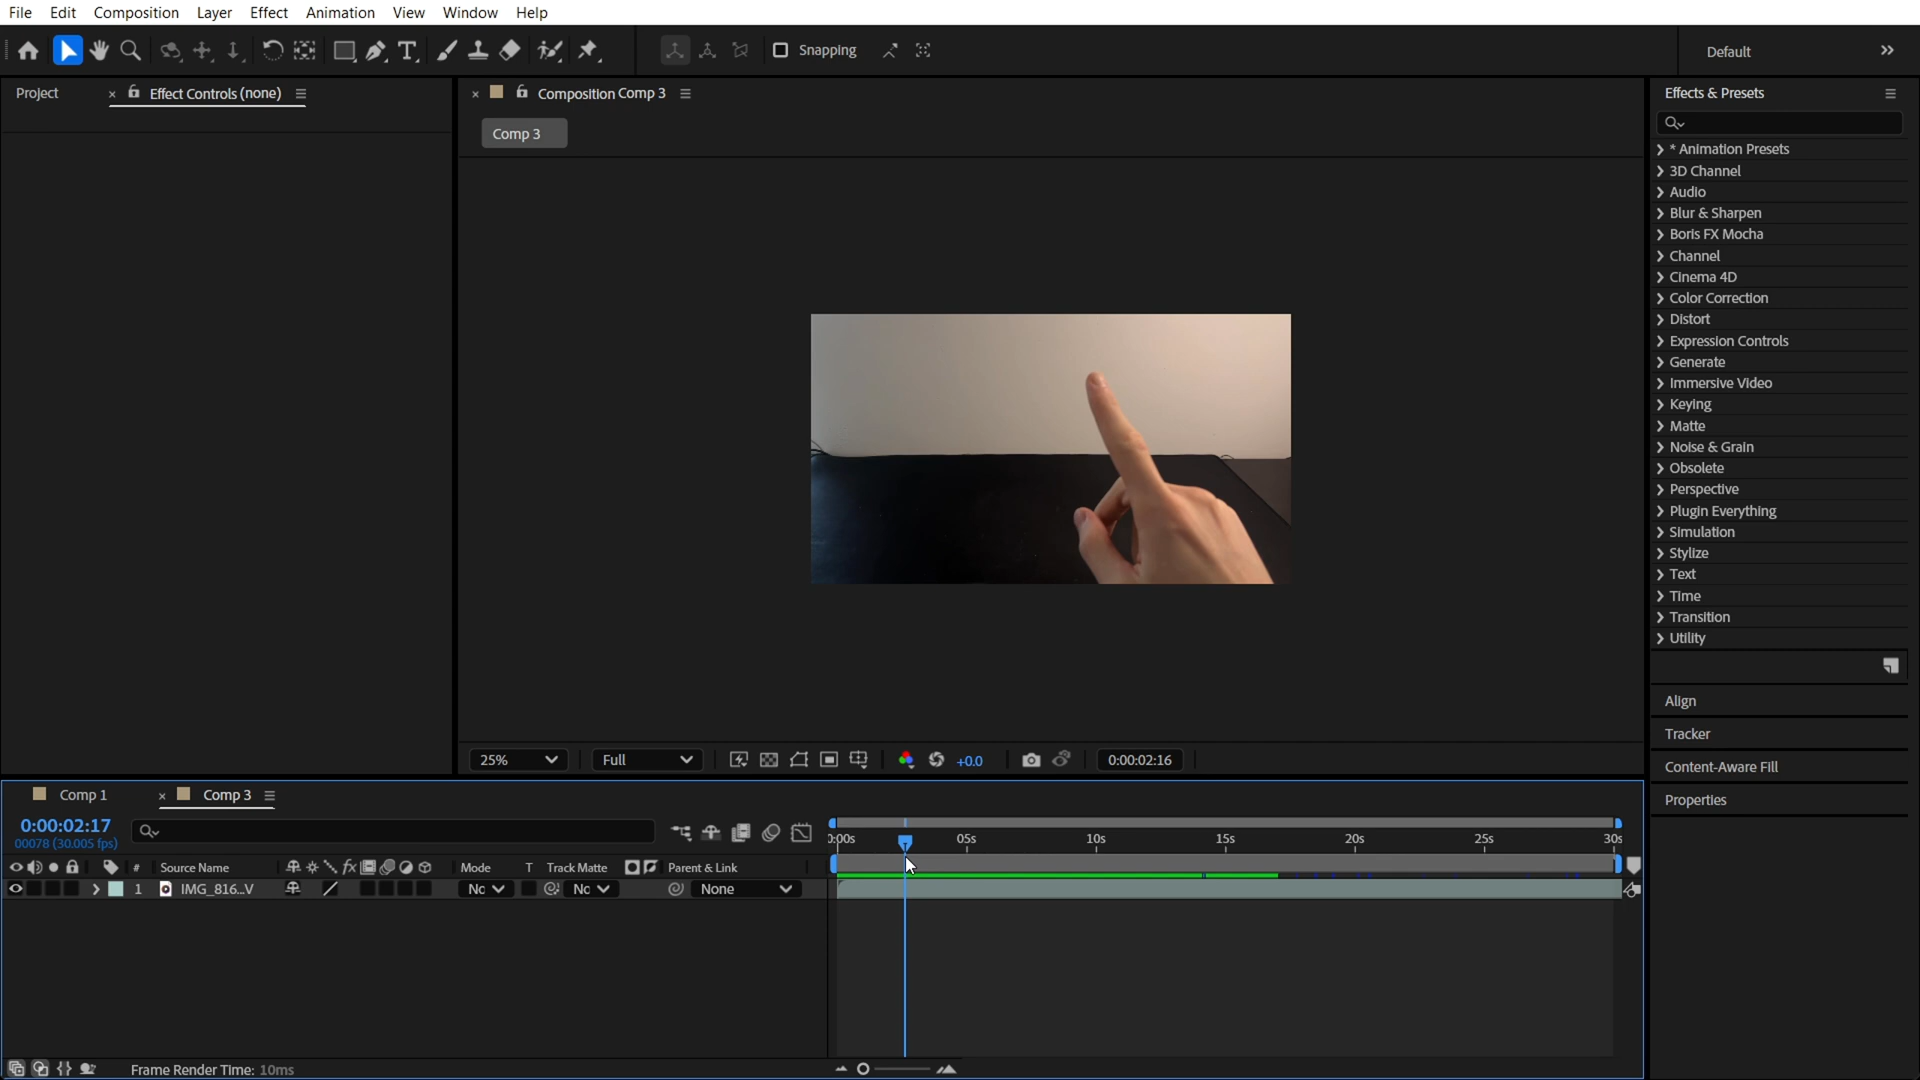 File Edit Composition Layer Effect Animation View Window Help
Snapping
Default
Project
Effect Controls (none)
Composition Comp 3
Comp 3
Effects & Presets
* Animation Presets
3D Channel
Audio
Blur & Sharpen
Boris FX Mocha
Channel
Cinema 4D
Color Correction
Distort
Expression Controls
Generate
Immersive Video
Keying
Matte
Noise & Grain
Obsolete
Perspective
Plugin Everything
Simulation
Stylize
Text
Time
Transition
Utility
Align
Tracker
Content-Aware Fill
Properties
25% Full +0.0 0:00:02:16
Comp 1 Comp 3
0:00:02:17
00078 (30.005 fps)
0:00s 05s 10s 15s 20s 25s 30s
# Source Name fx Mode T Track Matte Parent & Link
1 IMG_816...V Nc Nc None
Frame Render Time: 10ms